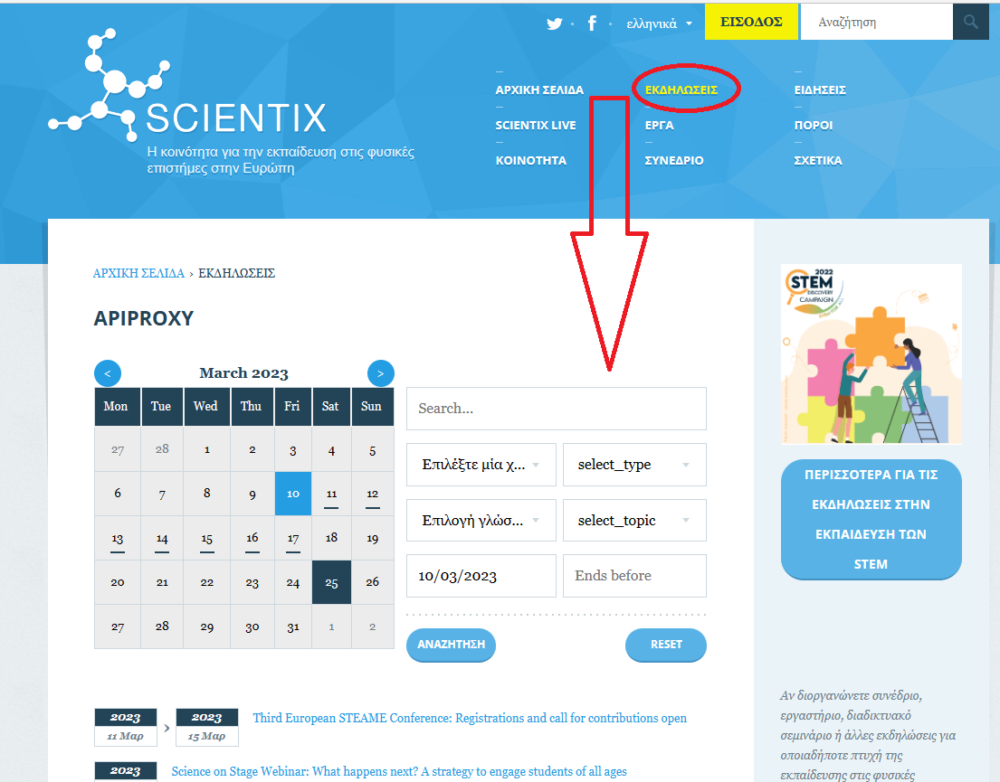 ελληνικά
ΕΙΣΟΔΟΣ
Αναζήτηση
SCIENTIX
Η κοινότητα για την εκπαίδευση στις φυσικές
επιστήμες στην Ευρώπη
ΑΡΧΙΚΗ ΣΕΛΙΔΑ
ΕΚΔΗΛΩΣΕΙΣ
ΕΙΔΗΣΕΙΣ
SCIENTIX LIVE
ΕΡΓΑ
ΠΟΡΟΙ
ΚΟΙΝΟΤΗΤΑ
ΣΥΝΕΔΡΙΟ
ΣΧΕΤΙΚΑ
ΑΡΧΙΚΗ ΣΕΛΙΔΑ › ΕΚΔΗΛΩΣΕΙΣ
APIPROXY
< March 2023 >
Mon Tue Wed Thu Fri Sat Sun
27 28 1 2 3 4 5
6 7 8 9 10 11 12
13 14 15 16 17 18 19
20 21 22 23 24 25 26
27 28 29 30 31 1 2
Search...
Επιλέξτε μία χ... select_type
Επιλογή γλώσ... select_topic
10/03/2023 Ends before
ΑΝΑΖΗΤΗΣΗ RESET
2023 2023
11 Μαρ › 15 Μαρ
Third European STEAME Conference: Registrations and call for contributions open
2023
Science on Stage Webinar: What happens next? A strategy to engage students of all ages
2022
STEM
DISCOVERY
CAMPAIGN
ΠΕΡΙΣΣΟΤΕΡΑ ΓΙΑ ΤΙΣ
ΕΚΔΗΛΩΣΕΙΣ ΣΤΗΝ
ΕΚΠΑΙΔΕΥΣΗ ΤΩΝ
STEM
Αν διοργανώνετε συνέδριο,
εργαστήριο, διαδικτυακό
σεμινάριο ή άλλες εκδηλώσεις για
οποιαδήποτε πτυχή της
εκπαίδευσης στις φυσικές